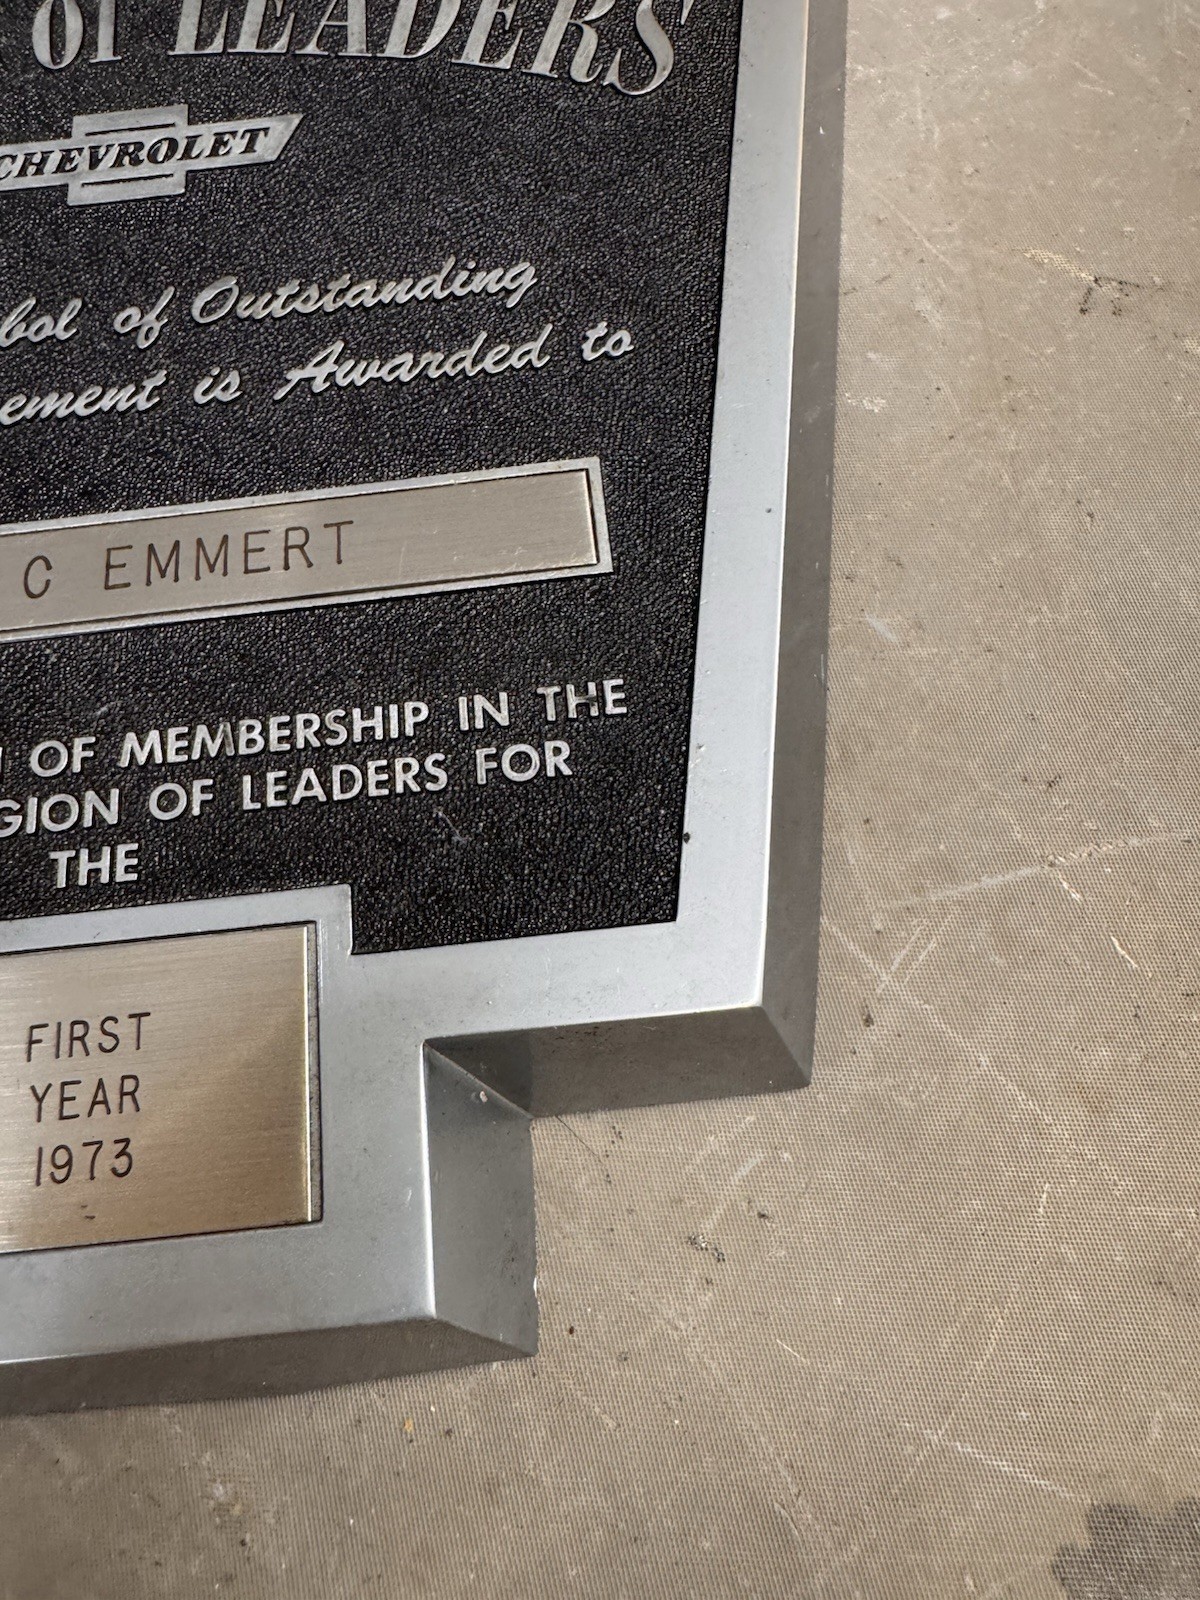 OF LEADERS
CHEVROLET
bol of Outstanding
ement is Awarded to
C EMMERT
OF MEMBERSHIP IN THE
GION OF LEADERS FOR
THE
FIRST
YEAR
1973